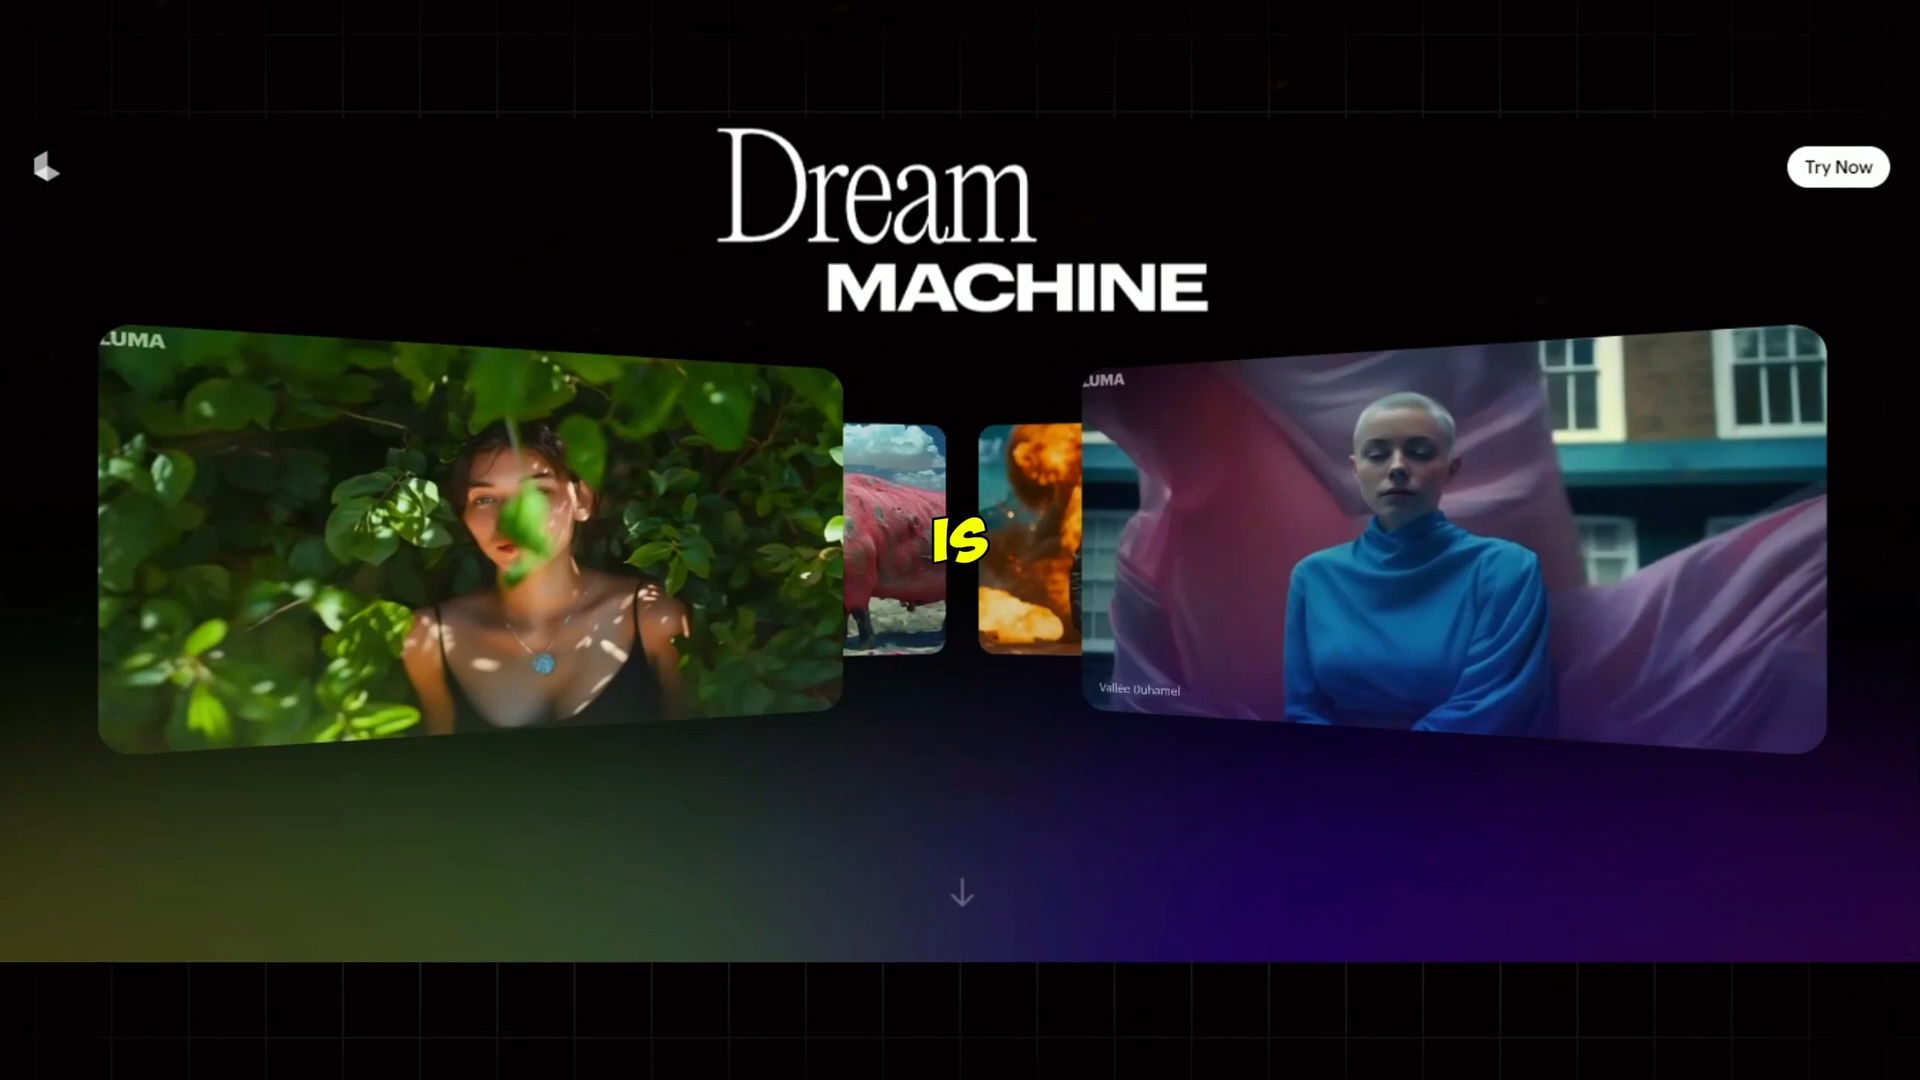 Dream
MACHINE
Try Now
LUMA
LUMA
IS
Vallée Duhamel